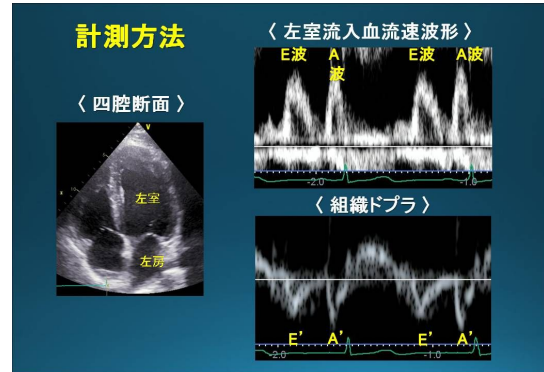 計測方法
〈 四腔断面 〉
V
左室
左房
〈 左室流入血流速波形 〉
E波 A波 E波 A波
-2.0 -1.0
〈 組織ドプラ 〉
E' A' E' A'
-2.0 -1.0